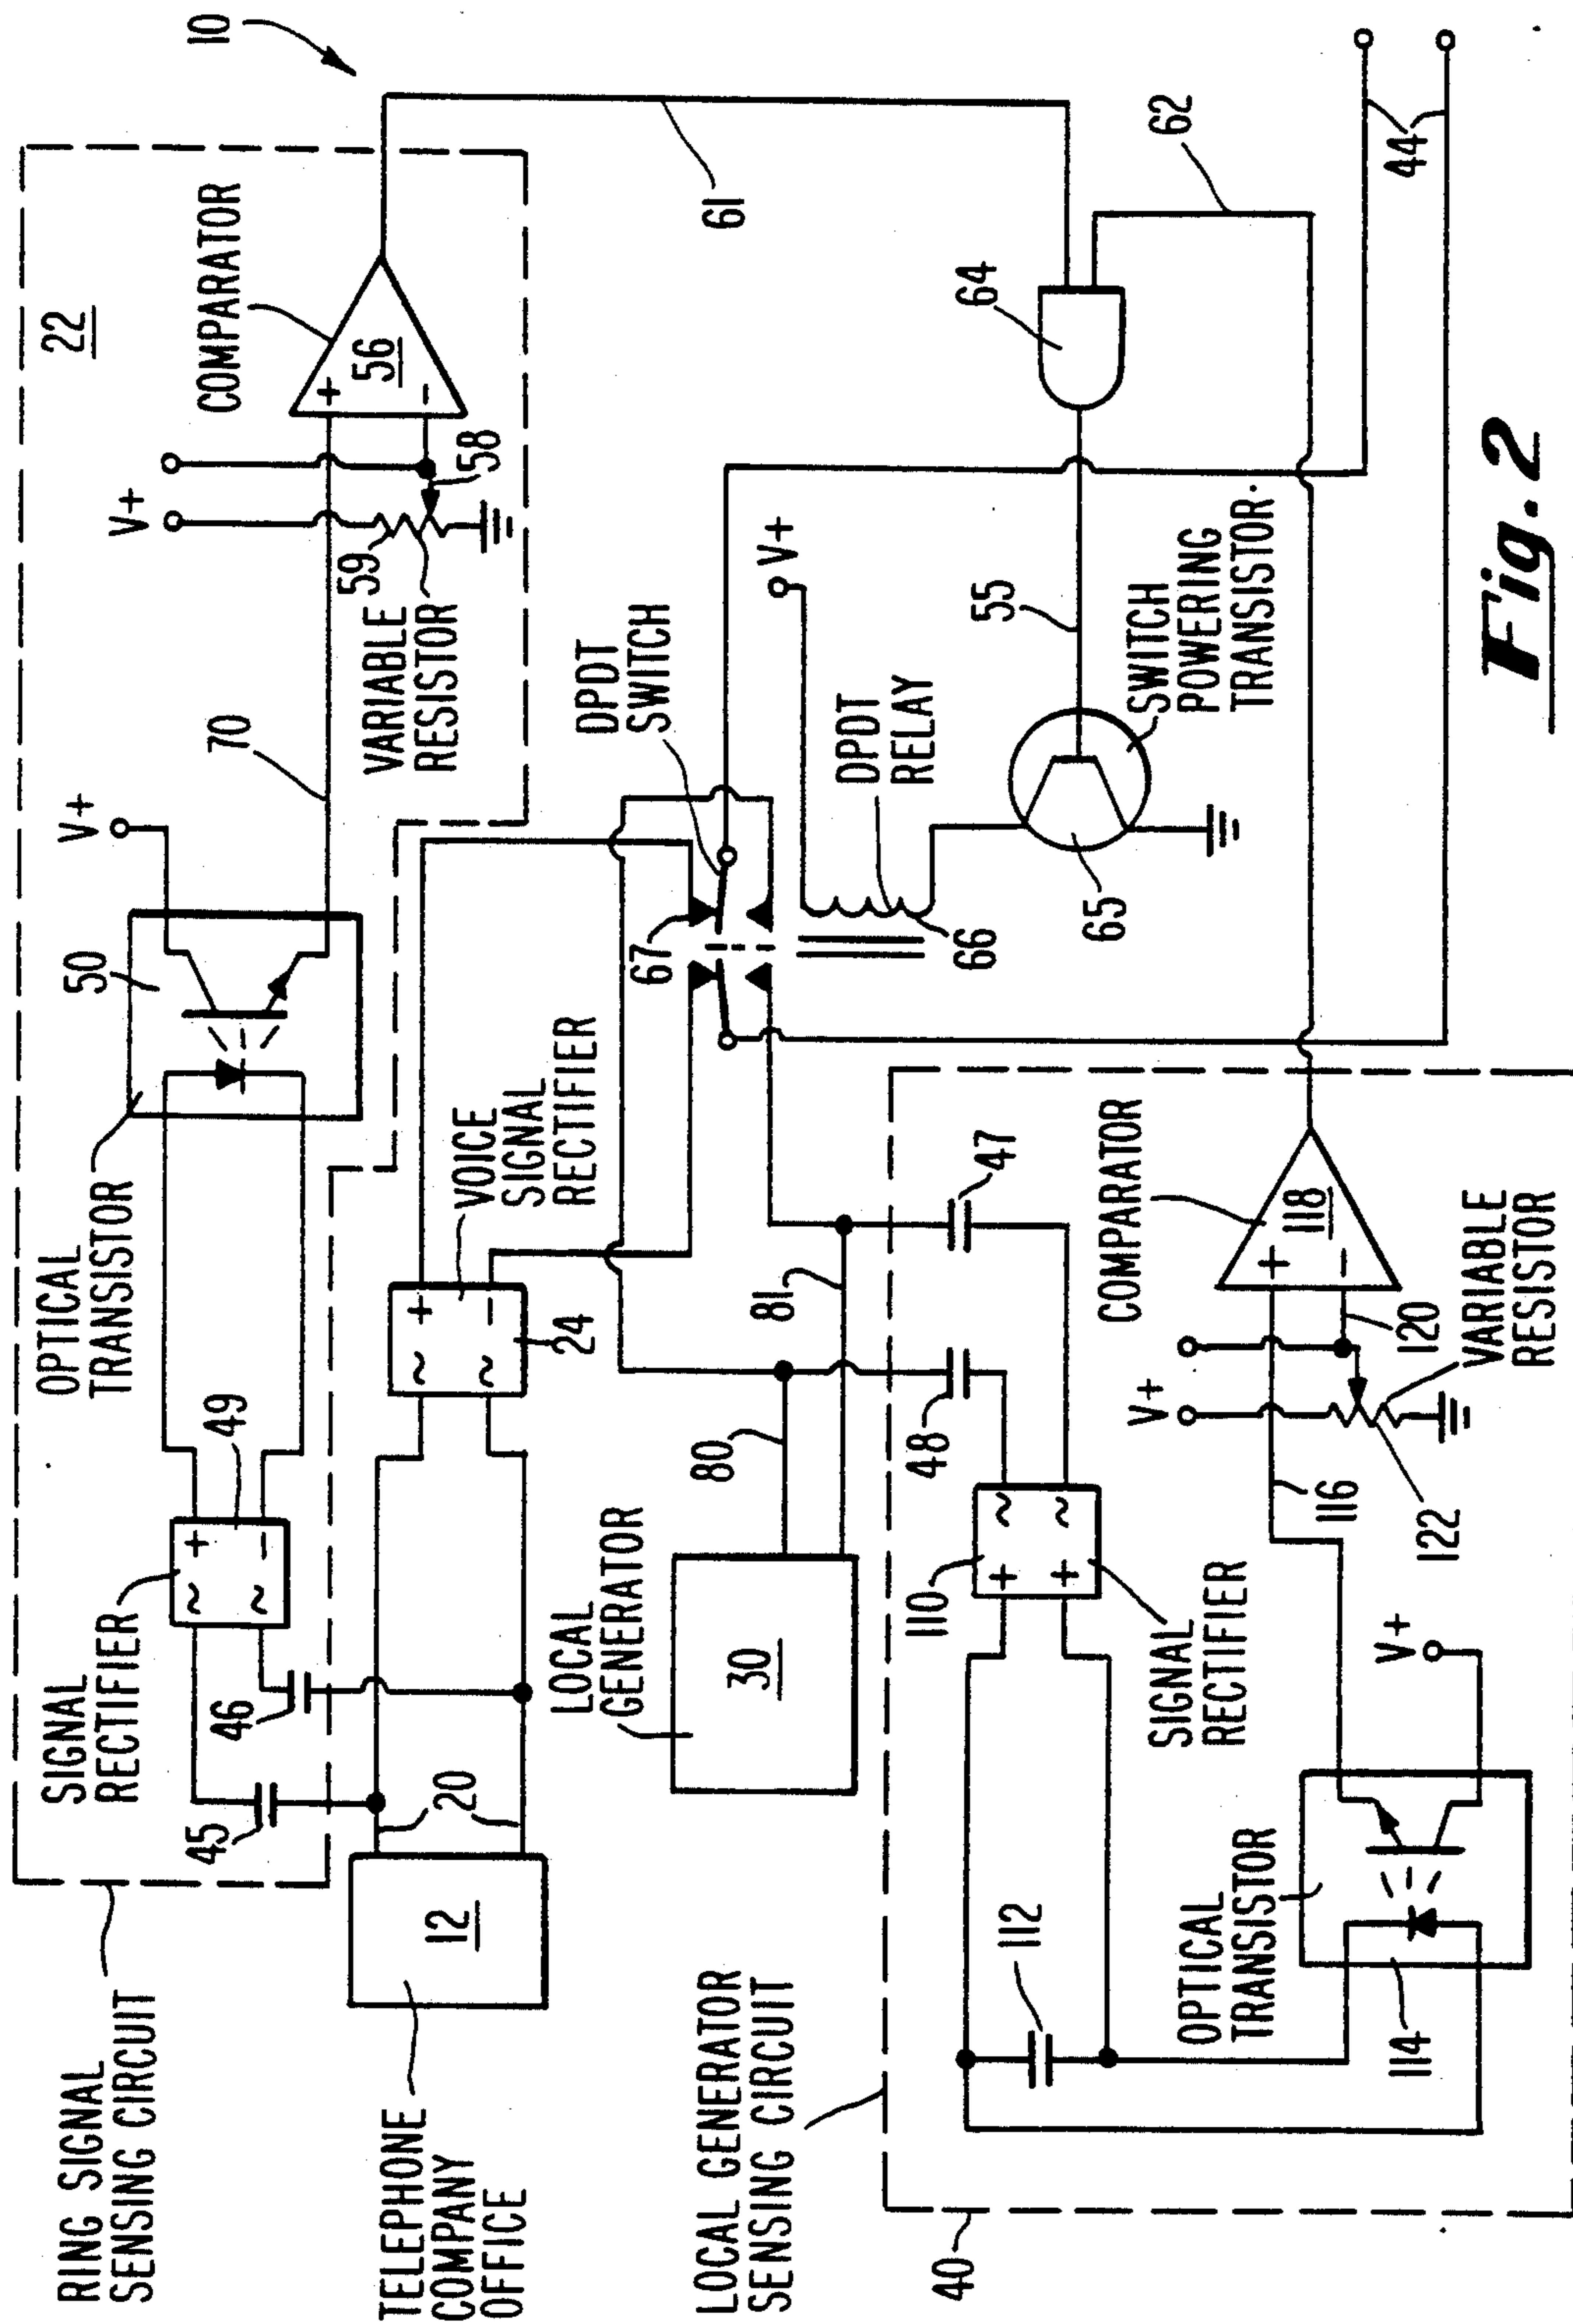 10
22
RING SIGNAL
SENSING CIRCUIT
SIGNAL
RECTIFIER
49
~
~
+
−
45
46
OPTICAL
TRANSISTOR
50
V+
70
V+
59
58
VARIABLE
RESISTOR
COMPARATOR
56
+
−
61
TELEPHONE
COMPANY
OFFICE
12
20
24
~
~
+
−
VOICE
SIGNAL
RECTIFIER
DPDT
SWITCH
67
LOCAL
GENERATOR
30
80
81
DPDT
RELAY
66
V+
65
SWITCH
POWERING
TRANSISTOR
55
64
62
44
LOCAL GENERATOR
SENSING CIRCUIT
40
112
110
+
+
~
~
SIGNAL
RECTIFIER
48
47
OPTICAL
TRANSISTOR
114
V+
116
V+
122
120
VARIABLE
RESISTOR
COMPARATOR
118
+
−
Fig. 2